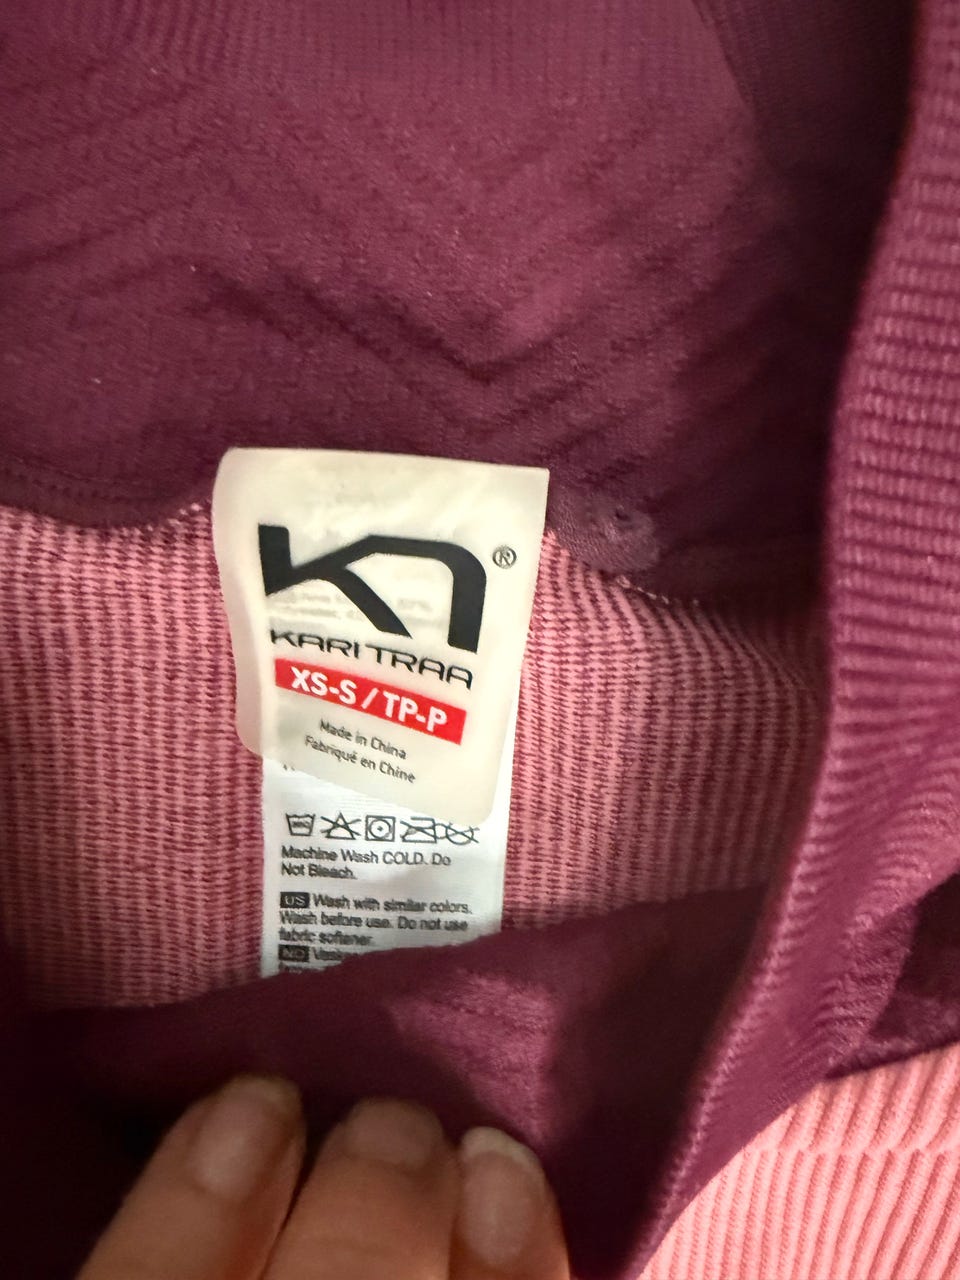 ®
KARI TRAA
XS-S / TP-P
Made in China
Fabriqué en Chine
Machine Wash COLD. Do
Not Bleach.
US Wash with similar colors.
Wash before use. Do not use
fabric softener.
NO